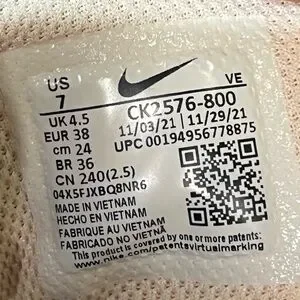 US
7
VE
UK 4.5
EUR 38
cm 24
BR 36
CN 240(2.5)
CK2576-800
11/03/21 11/29/21
UPC 00194956778875
04X5FJXBQ8NR6
MADE IN VIETNAM
HECHO EN VIETNAM
FABRIQUE AU VIETNAM
FABRICADO NO VIETNAM
This product is covered by one or more patents:
www.nike.com/patentsvirtualmarking